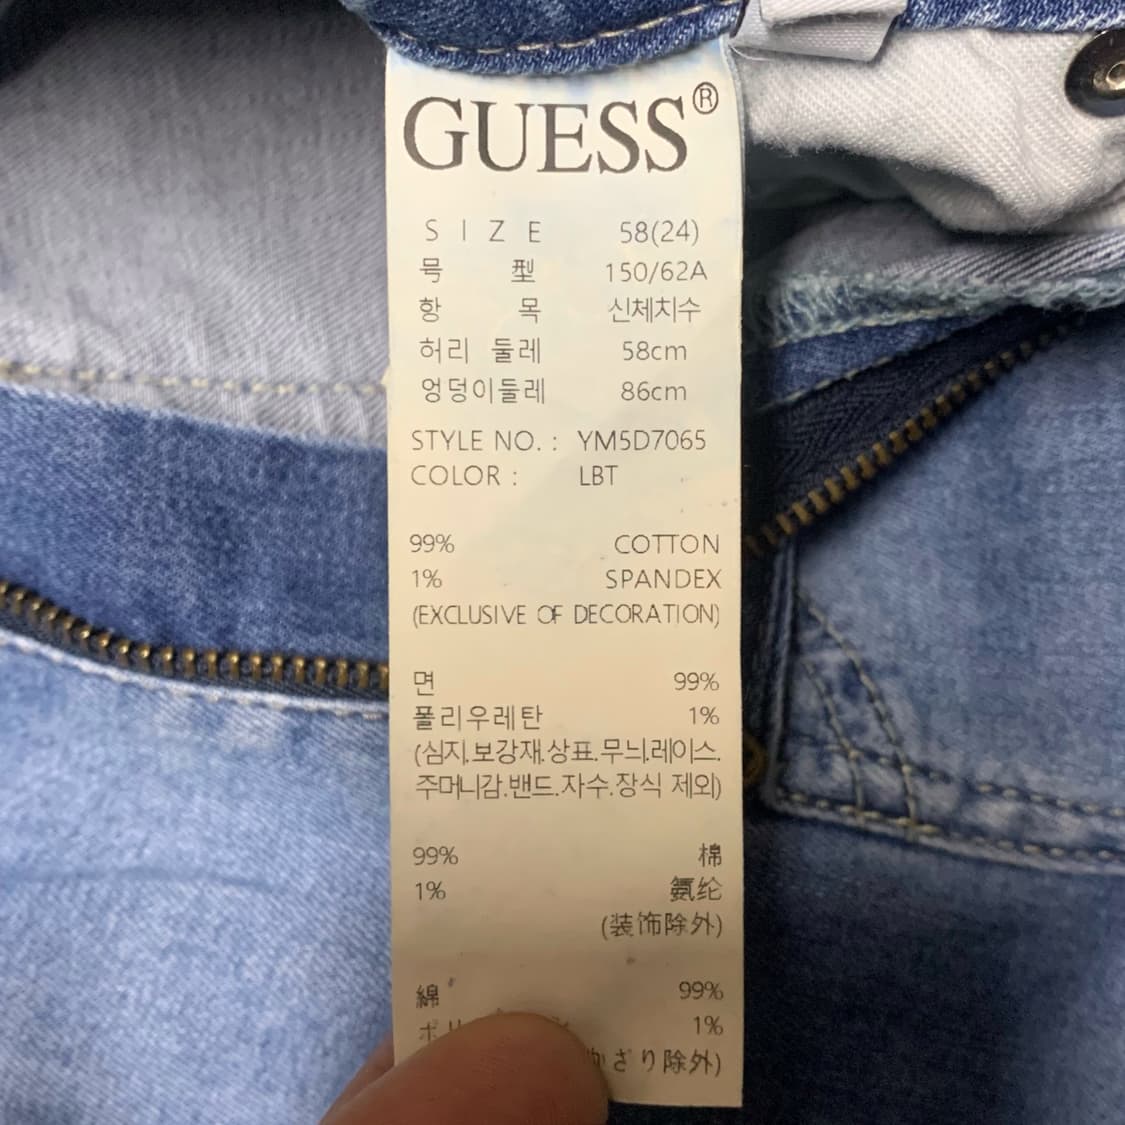 GUESS®
SIZE 58(24)
号 型 150/62A
항 목 신체치수
허리 둘레 58cm
엉덩이둘레 86cm
STYLE NO. : YM5D7065
COLOR : LBT
99% COTTON
1% SPANDEX
(EXCLUSIVE OF DECORATION)
면 99%
폴리우레탄 1%
(심지.보강재.상표.무늬.레이스.
주머니감.밴드.자수.장식 제외)
99% 棉
1% 氨纶
(装饰除外)
綿 99%
1%
かざり除外)